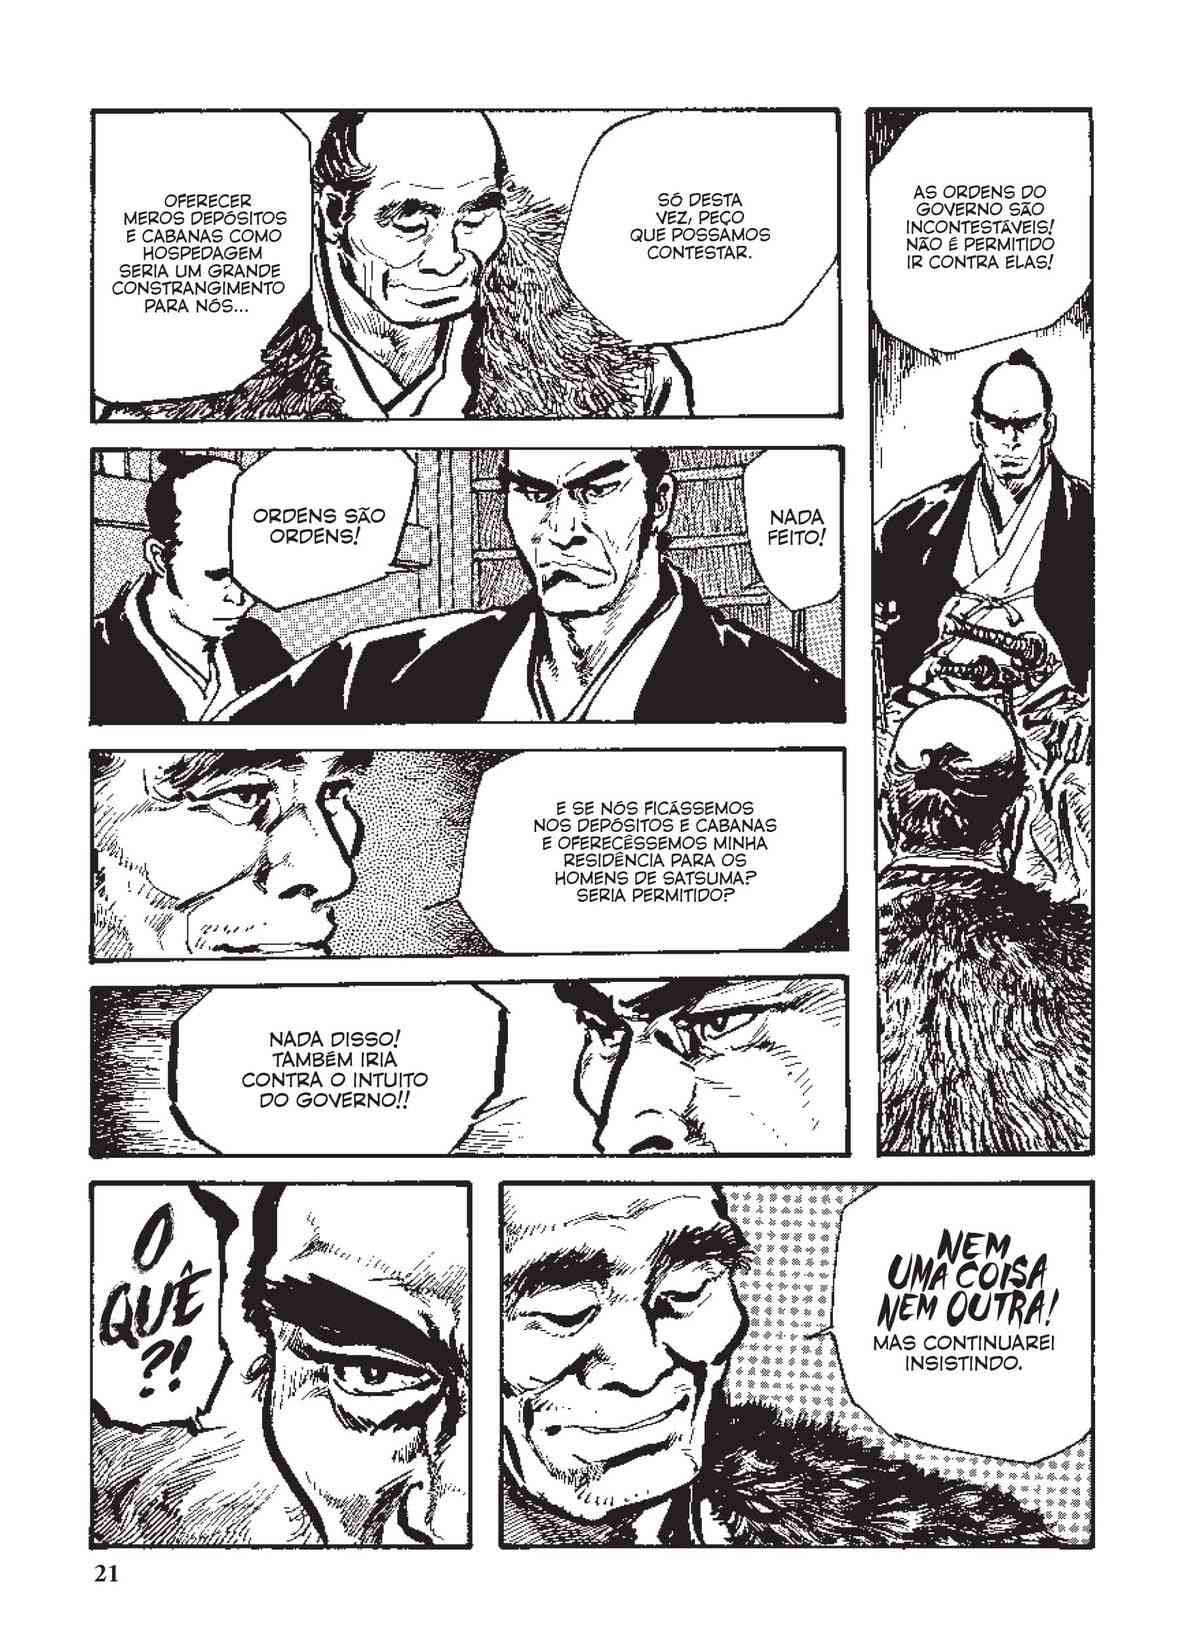 AS ORDENS DO
GOVERNO SÃO
INCONTESTÁVEIS!
NÃO É PERMITIDO
IR CONTRA ELAS!
SÓ DESTA
VEZ, PEÇO
QUE POSSAMOS
CONTESTAR.
OFERECER
MEROS DEPÓSITOS
E CABANAS COMO
HOSPEDAGEM
SERIA UM GRANDE
CONSTRANGIMENTO
PARA NÓS...
NADA
FEITO!
ORDENS SÃO
ORDENS!
E SE NÓS FICÁSSEMOS
NOS DEPÓSITOS E CABANAS
E OFERECÊSSEMOS MINHA
RESIDÊNCIA PARA OS
HOMENS DE SATSUMA?
SERIA PERMITIDO?
NADA DISSO!
TAMBÉM IRIA
CONTRA O INTUITO
DO GOVERNO!!
NEM
UMA COISA
NEM OUTRA!
MAS CONTINUAREI
INSISTINDO.
O
QUÊ
?!
21